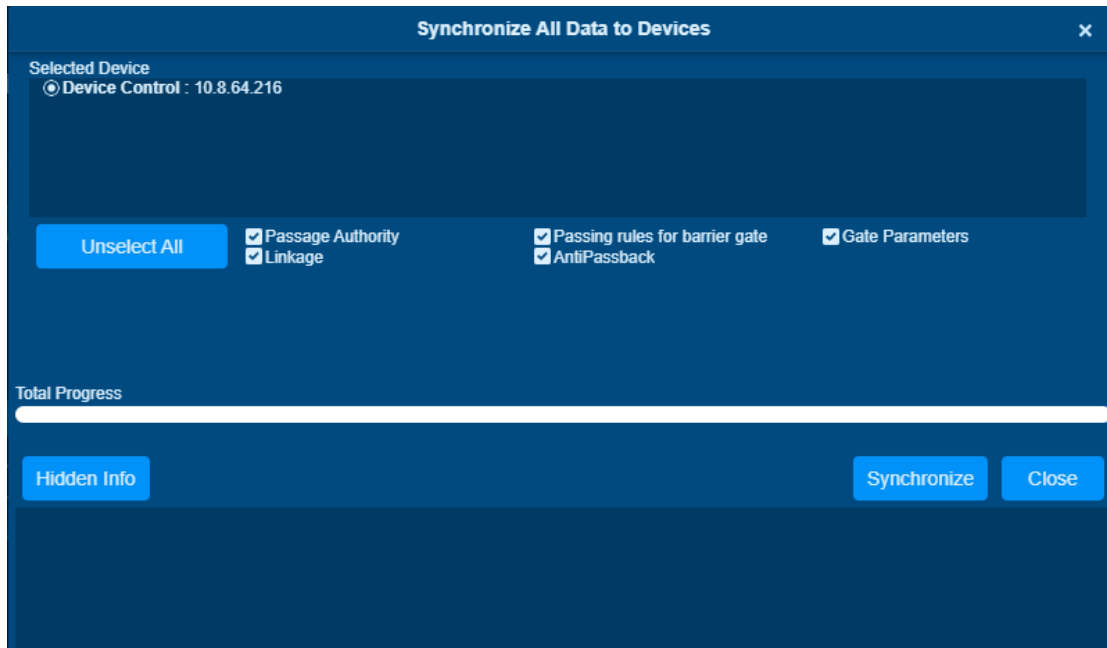 Synchronize All Data to Devices ×
Selected Device
Device Control : 10.8.64.216
Unselect All
Passage Authority
Passing rules for barrier gate
Gate Parameters
Linkage
AntiPassback
Total Progress
Hidden Info
Synchronize
Close